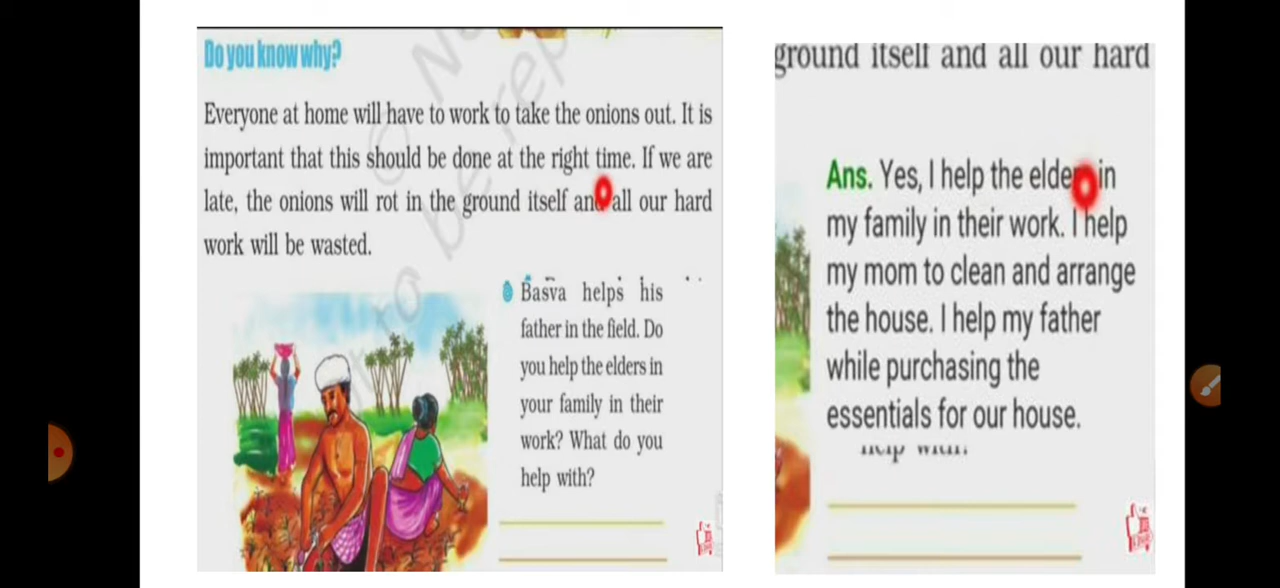 Do you know why?
Everyone at home will have to work to take the onions out. It is
important that this should be done at the right time. If we are
late, the onions will rot in the ground itself and all our hard
work will be wasted.
Basva helps his
father in the field. Do
you help the elders in
your family in their
work? What do you
help with?
ground itself and all our hard
Ans. Yes, I help the elders in
my family in their work. I help
my mom to clean and arrange
the house. I help my father
while purchasing the
essentials for our house.
help with?